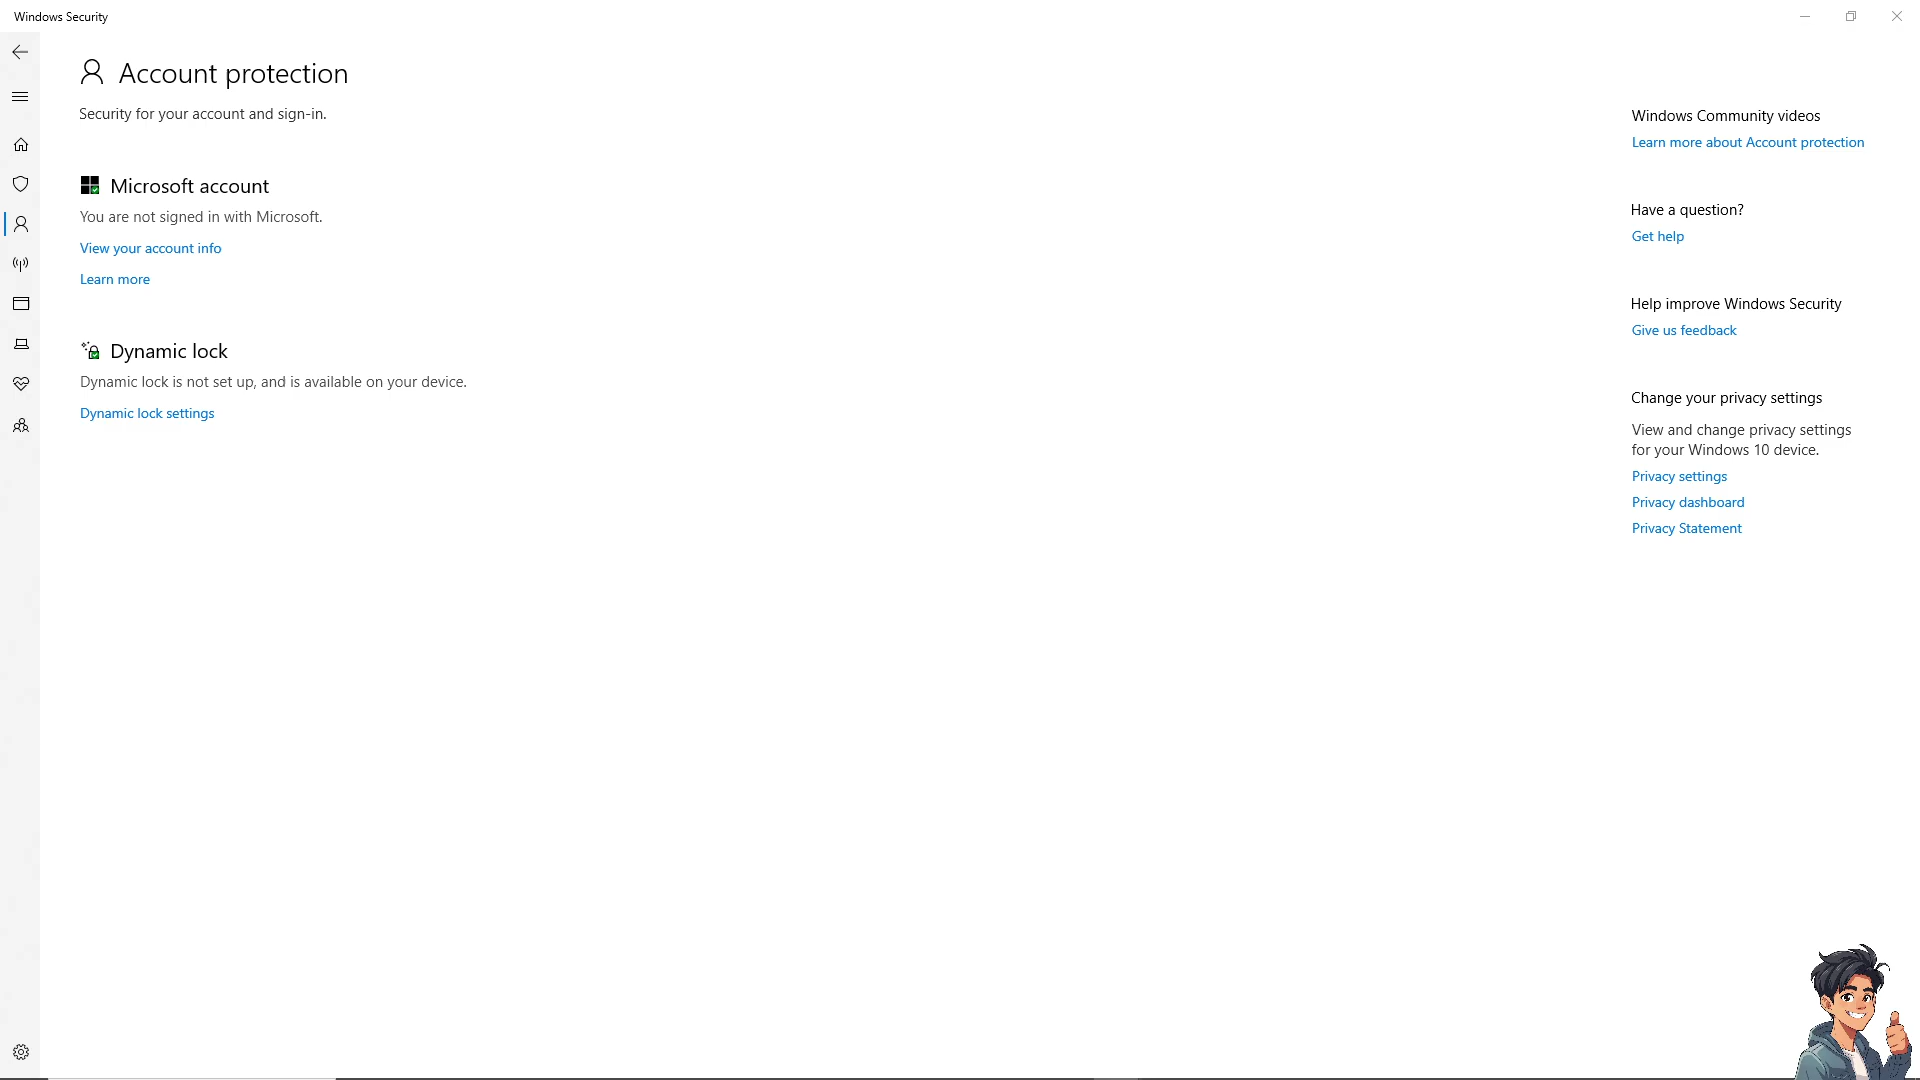 Windows Security
Account protection
Security for your account and sign-in.
Microsoft account
You are not signed in with Microsoft.
View your account info
Learn more
Dynamic lock
Dynamic lock is not set up, and is available on your device.
Dynamic lock settings
Windows Community videos
Learn more about Account protection
Have a question?
Get help
Help improve Windows Security
Give us feedback
Change your privacy settings
View and change privacy settings
for your Windows 10 device.
Privacy settings
Privacy dashboard
Privacy Statement